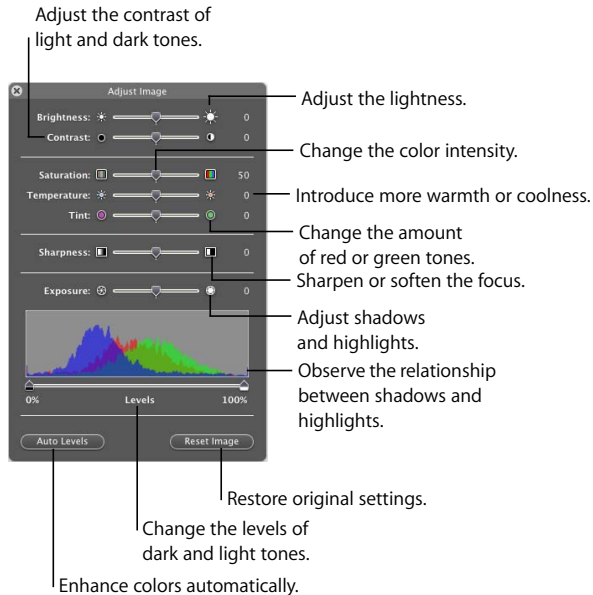 Adjust the contrast of
light and dark tones.
Adjust Image
Brightness: 0
Adjust the lightness.
Contrast: 0
Change the color intensity.
Saturation: 50
Temperature: 0
Introduce more warmth or coolness.
Tint: 0
Change the amount
of red or green tones.
Sharpness: 0
Sharpen or soften the focus.
Exposure: 0
Adjust shadows
and highlights.
Observe the relationship
between shadows and
highlights.
0% Levels 100%
Auto Levels Reset Image
Restore original settings.
Change the levels of
dark and light tones.
Enhance colors automatically.